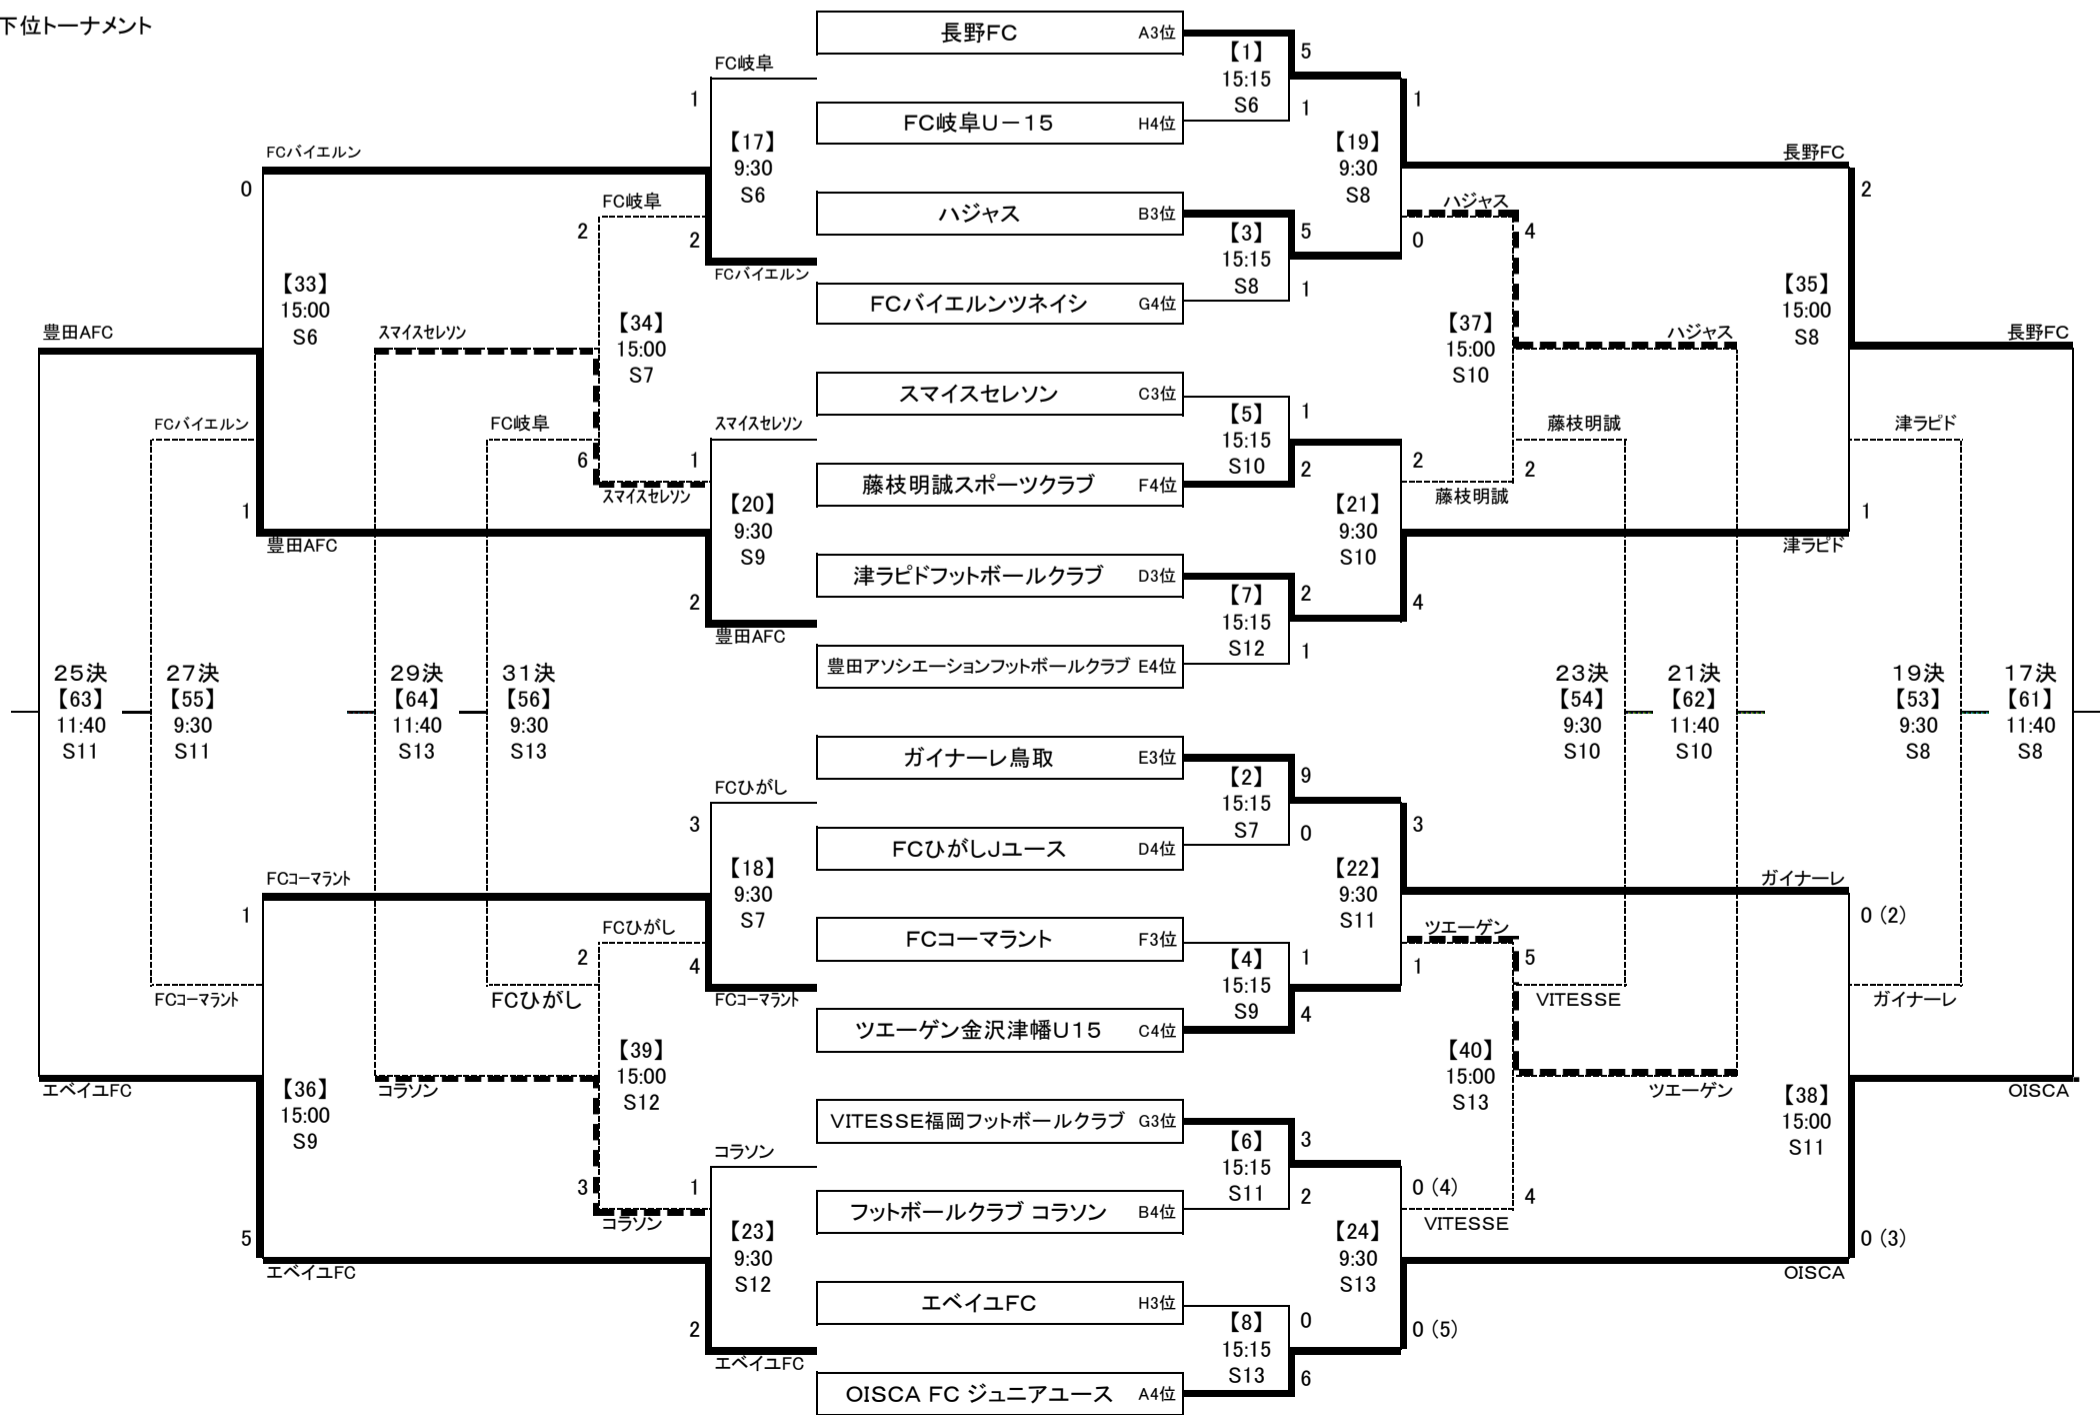 下位トーナメント
長野FC A3位
FC岐阜U－15 H4位
ハジャス B3位
FCバイエルンツネイシ G4位
スマイスセレソン C3位
藤枝明誠スポーツクラブ F4位
津ラピドフットボールクラブ D3位
豊田アソシエーションフットボールクラブ E4位
ガイナーレ鳥取 E3位
FCひがしJユース D4位
FCコーマラント F3位
ツエーゲン金沢津幡U15 C4位
VITESSE福岡フットボールクラブ G3位
フットボールクラブ コラソン B4位
エベイユFC H3位
OISCA FC ジュニアユース A4位
【1】
15:15
S6
5
1
【3】
15:15
S8
5
1
【5】
15:15
S10
1
2
【7】
15:15
S12
2
1
【2】
15:15
S7
9
0
【4】
15:15
S9
1
4
【6】
15:15
S11
3
2
【8】
15:15
S13
0
6
【19】
9:30
S8
1
0
【21】
9:30
S10
2
4
【22】
9:30
S11
3
1
【24】
9:30
S13
0 (4)
0 (5)
ハジャス
4
【37】
15:00
S10
藤枝明誠
2
ツエーゲン
5
【40】
15:00
S13
VITESSE
4
長野FC
2
【35】
15:00
S8
津ラピド
1
ガイナーレ
0 (2)
【38】
15:00
S11
OISCA
0 (3)
藤枝明誠
23決
【54】
9:30
S10
VITESSE
ハジャス
21決
【62】
11:40
S10
ツエーゲン
津ラピド
19決
【53】
9:30
S8
ガイナーレ
長野FC
17決
【61】
11:40
S8
OISCA
FC岐阜
1
【17】
9:30
S6
2
FCバイエルン
スマイスセレソン
1
【20】
9:30
S9
2
豊田AFC
FCひがし
3
【18】
9:30
S7
4
FCコーマラント
コラソン
1
【23】
9:30
S12
2
エベイユFC
FC岐阜
2
【34】
15:00
S7
6
スマイスセレソン
FCひがし
2
【39】
15:00
S12
3
コラソン
FCバイエルン
0
【33】
15:00
S6
1
豊田AFC
FCコーマラント
1
【36】
15:00
S9
5
エベイユFC
FC岐阜
31決
【56】
9:30
S13
FCひがし
スマイスセレソン
29決
【64】
11:40
S13
コラソン
FCバイエルン
27決
【55】
9:30
S11
FCコーマラント
豊田AFC
25決
【63】
11:40
S11
エベイユFC